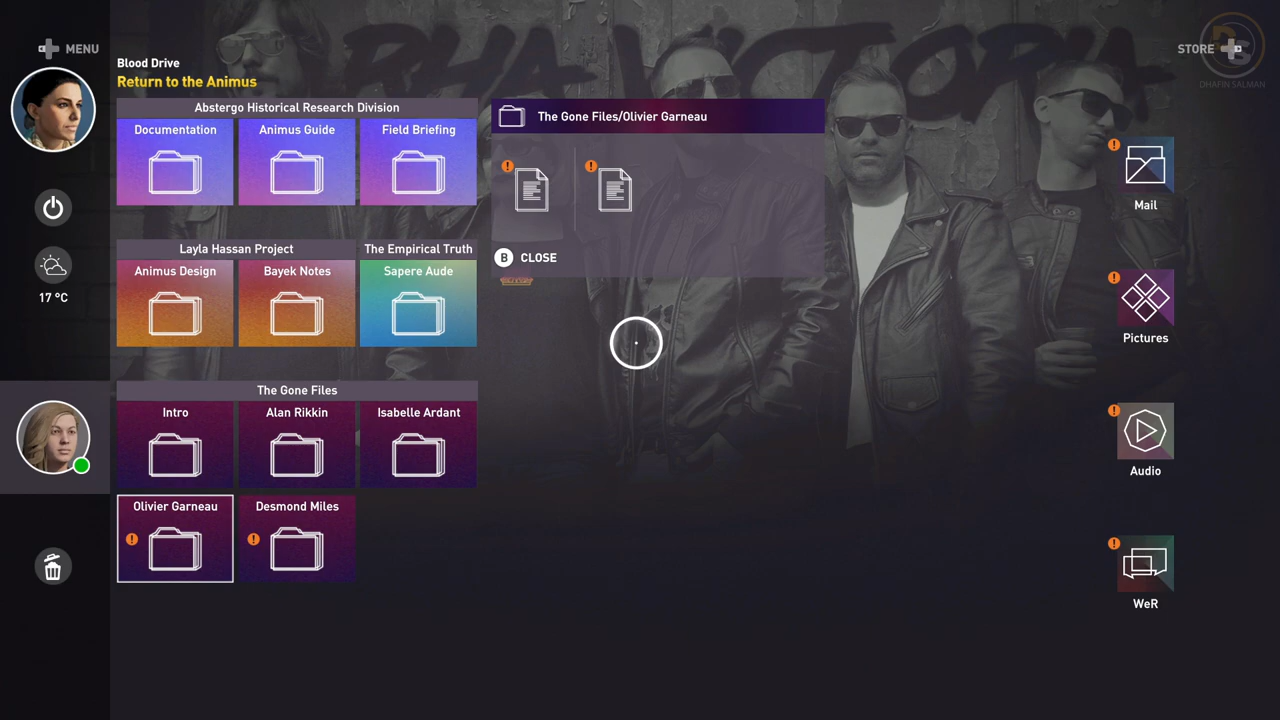 MENU
STORE
DHAFIN SALMAN
Blood Drive
Return to the Animus
Abstergo Historical Research Division
Documentation
Animus Guide
Field Briefing
The Gone Files/Olivier Garneau
B CLOSE
Layla Hassan Project
The Empirical Truth
Animus Design
Bayek Notes
Sapere Aude
17 °C
The Gone Files
Intro
Alan Rikkin
Isabelle Ardant
Olivier Garneau
Desmond Miles
Mail
Pictures
Audio
WeR